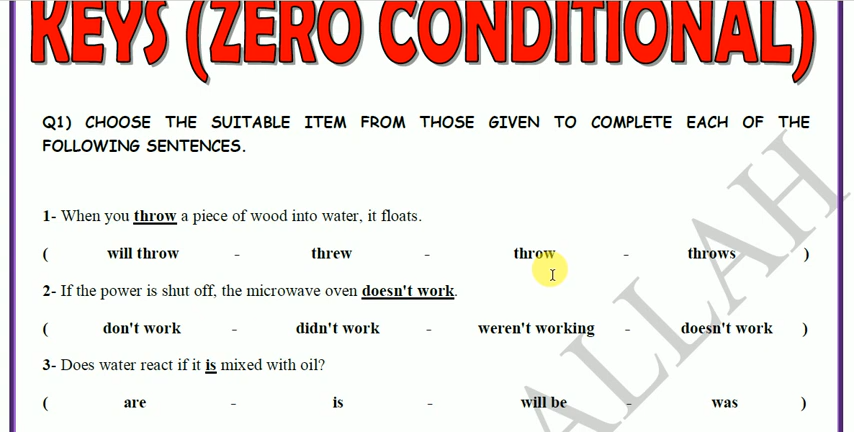 KEYS (ZERO CONDITIONAL)
Q1) CHOOSE THE SUITABLE ITEM FROM THOSE GIVEN TO COMPLETE EACH OF THE
FOLLOWING SENTENCES.
1- When you throw a piece of wood into water, it floats.
( will throw - threw - throw - throws )
2- If the power is shut off, the microwave oven doesn't work.
( don't work - didn't work - weren't working - doesn't work )
3- Does water react if it is mixed with oil?
( are - is - will be - was )
ALLAH